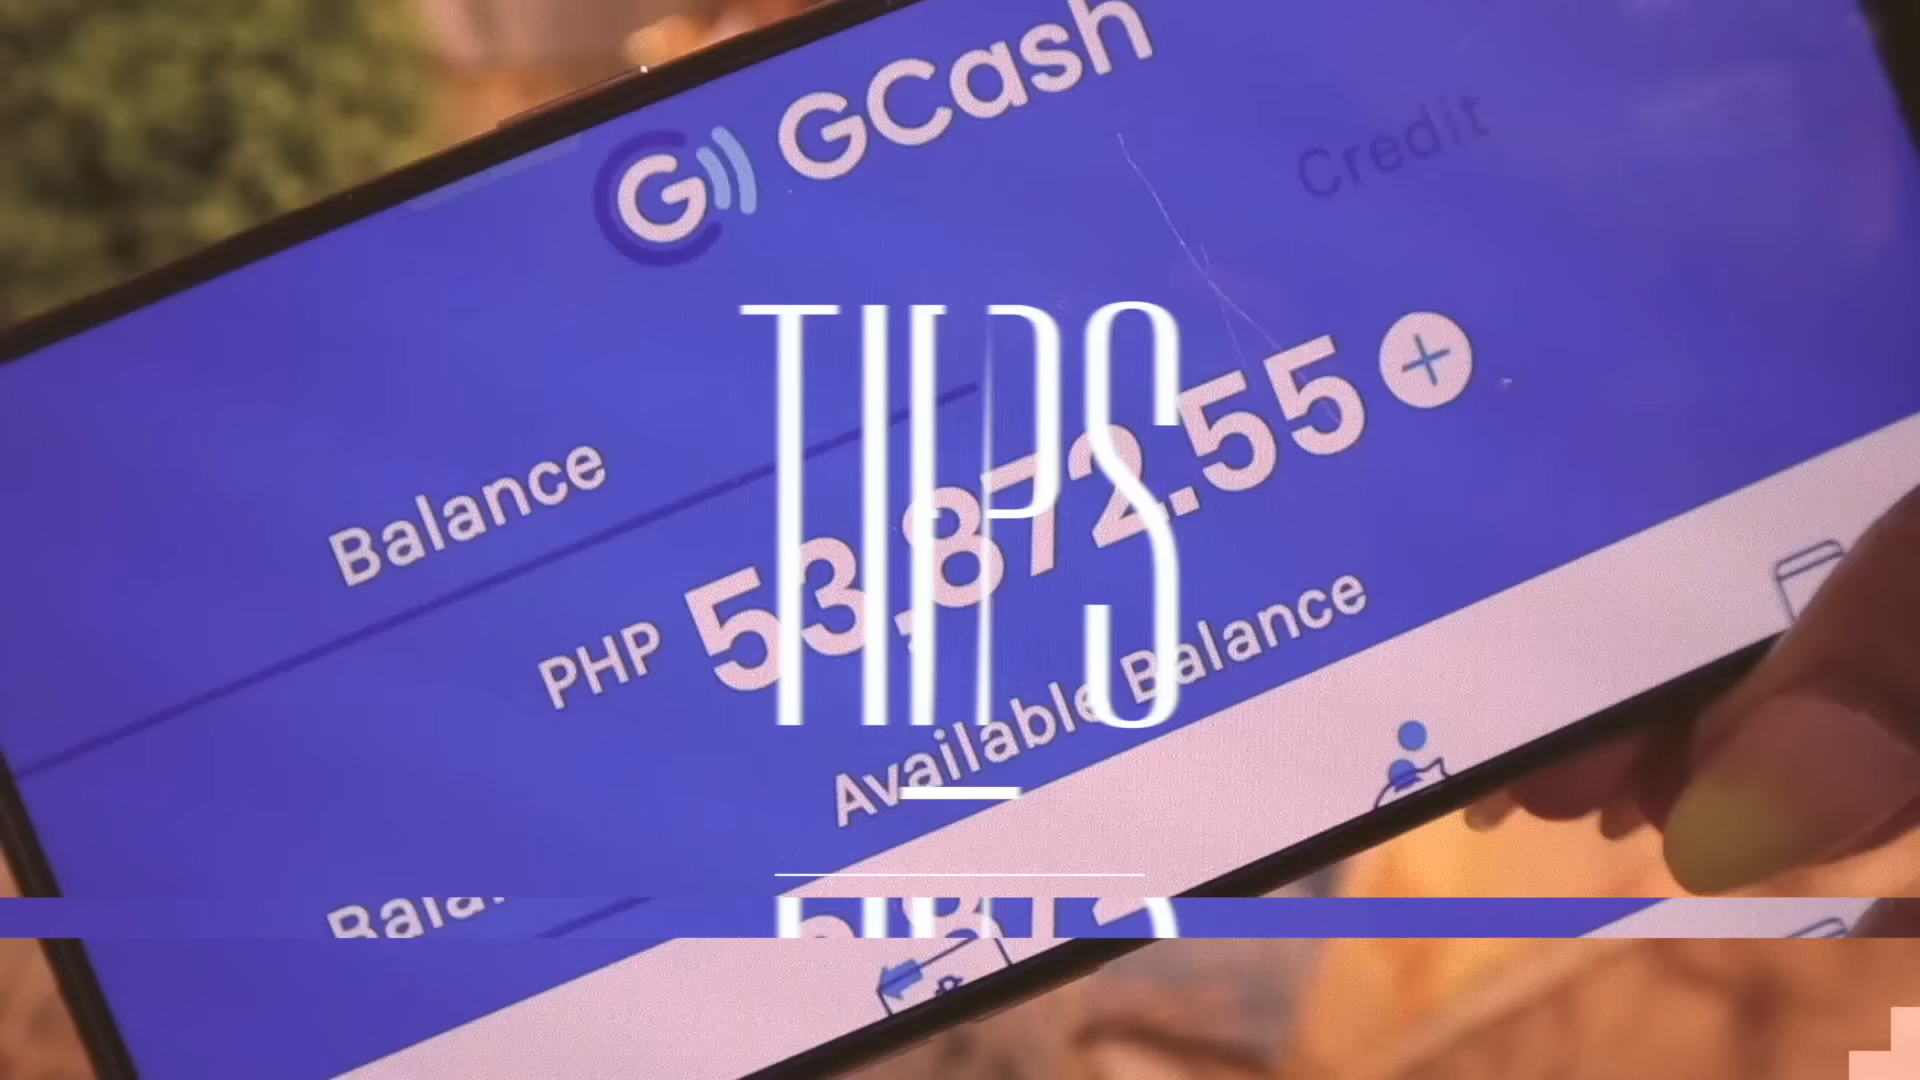 G GCash
Credit
TIPS
Balance
PHP 53,872.55 +
Available Balance